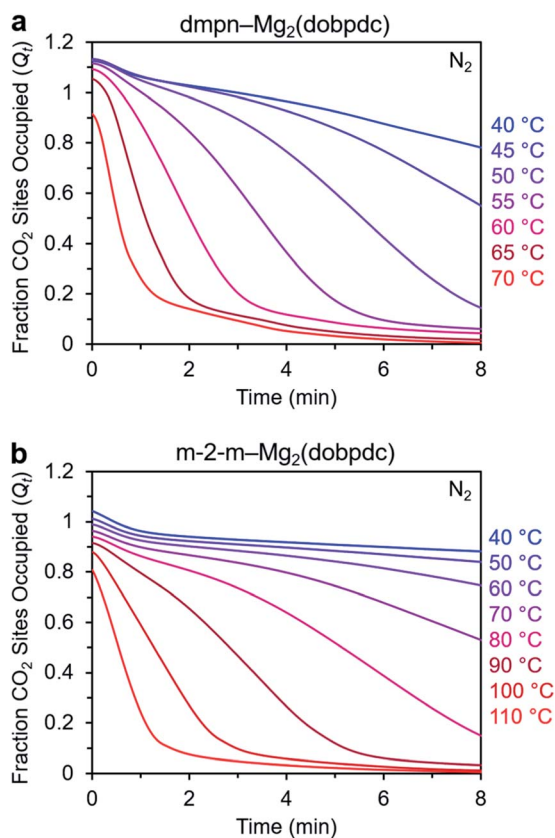 a
dmpn–Mg₂(dobpdc)
N₂
Fraction CO₂ Sites Occupied (Qₜ)
1.2
1
0.8
0.6
0.4
0.2
0
0 2 4 6 8
Time (min)
40 °C
45 °C
50 °C
55 °C
60 °C
65 °C
70 °C
b
m-2-m–Mg₂(dobpdc)
N₂
Fraction CO₂ Sites Occupied (Qₜ)
1.2
1
0.8
0.6
0.4
0.2
0
0 2 4 6 8
Time (min)
40 °C
50 °C
60 °C
70 °C
80 °C
90 °C
100 °C
110 °C